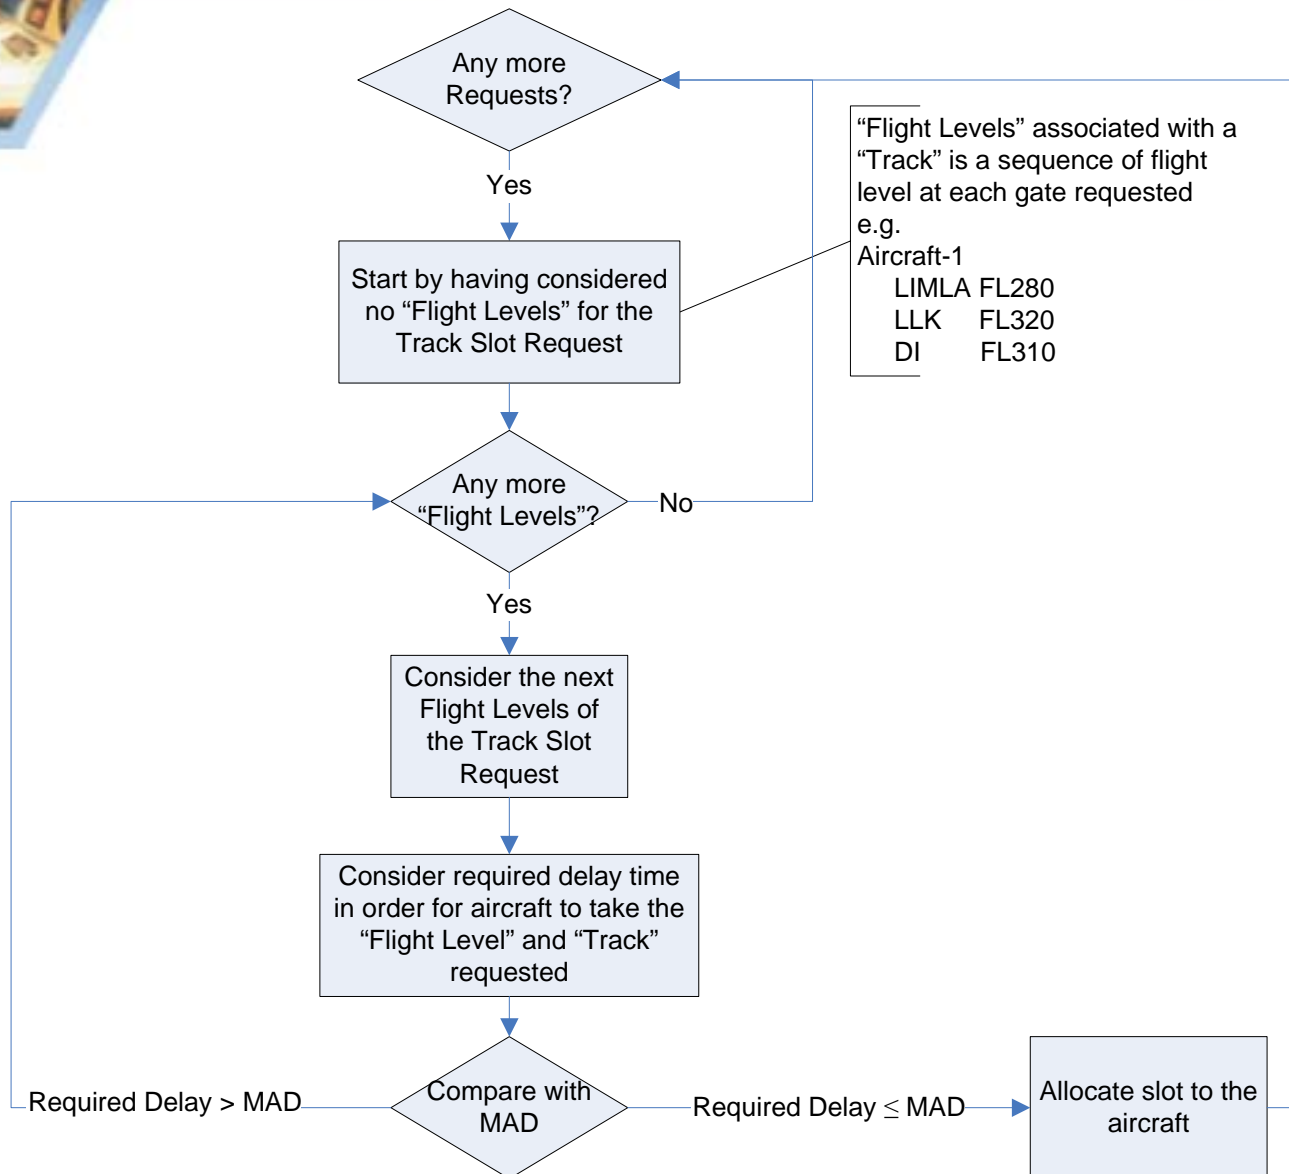 Any more
Requests?
Yes
"Flight Levels" associated with a
"Track" is a sequence of flight
level at each gate requested
e.g.
Aircraft-1
LIMLA FL280
LLK FL320
DI FL310
Start by having considered
no “Flight Levels” for the
Track Slot Request
Any more
“Flight Levels”?
No
Yes
Consider the next
Flight Levels of
the Track Slot
Request
Consider required delay time
in order for aircraft to take the
“Flight Level” and “Track”
requested
Required Delay > MAD
Compare with
MAD
Required Delay ≤ MAD
Allocate slot to the
aircraft